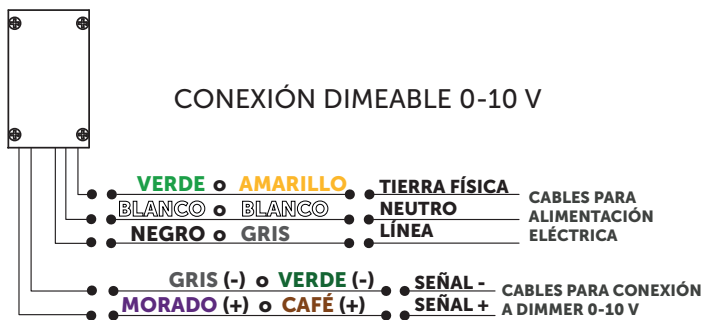 CONEXIÓN DIMEABLE 0-10 V
VERDE o AMARILLO TIERRA FÍSICA
BLANCO o BLANCO NEUTRO
NEGRO o GRIS LÍNEA
CABLES PARA
ALIMENTACIÓN
ELÉCTRICA
GRIS (-) o VERDE (-) SEÑAL -
MORADO (+) o CAFÉ (+) SEÑAL +
CABLES PARA CONEXIÓN
A DIMMER 0-10 V